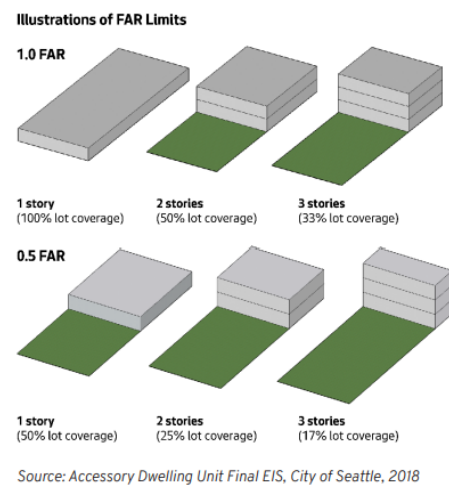 Illustrations of FAR Limits
1.0 FAR
1 story
(100% lot coverage)
2 stories
(50% lot coverage)
3 stories
(33% lot coverage)
0.5 FAR
1 story
(50% lot coverage)
2 stories
(25% lot coverage)
3 stories
(17% lot coverage)
Source: Accessory Dwelling Unit Final EIS, City of Seattle, 2018